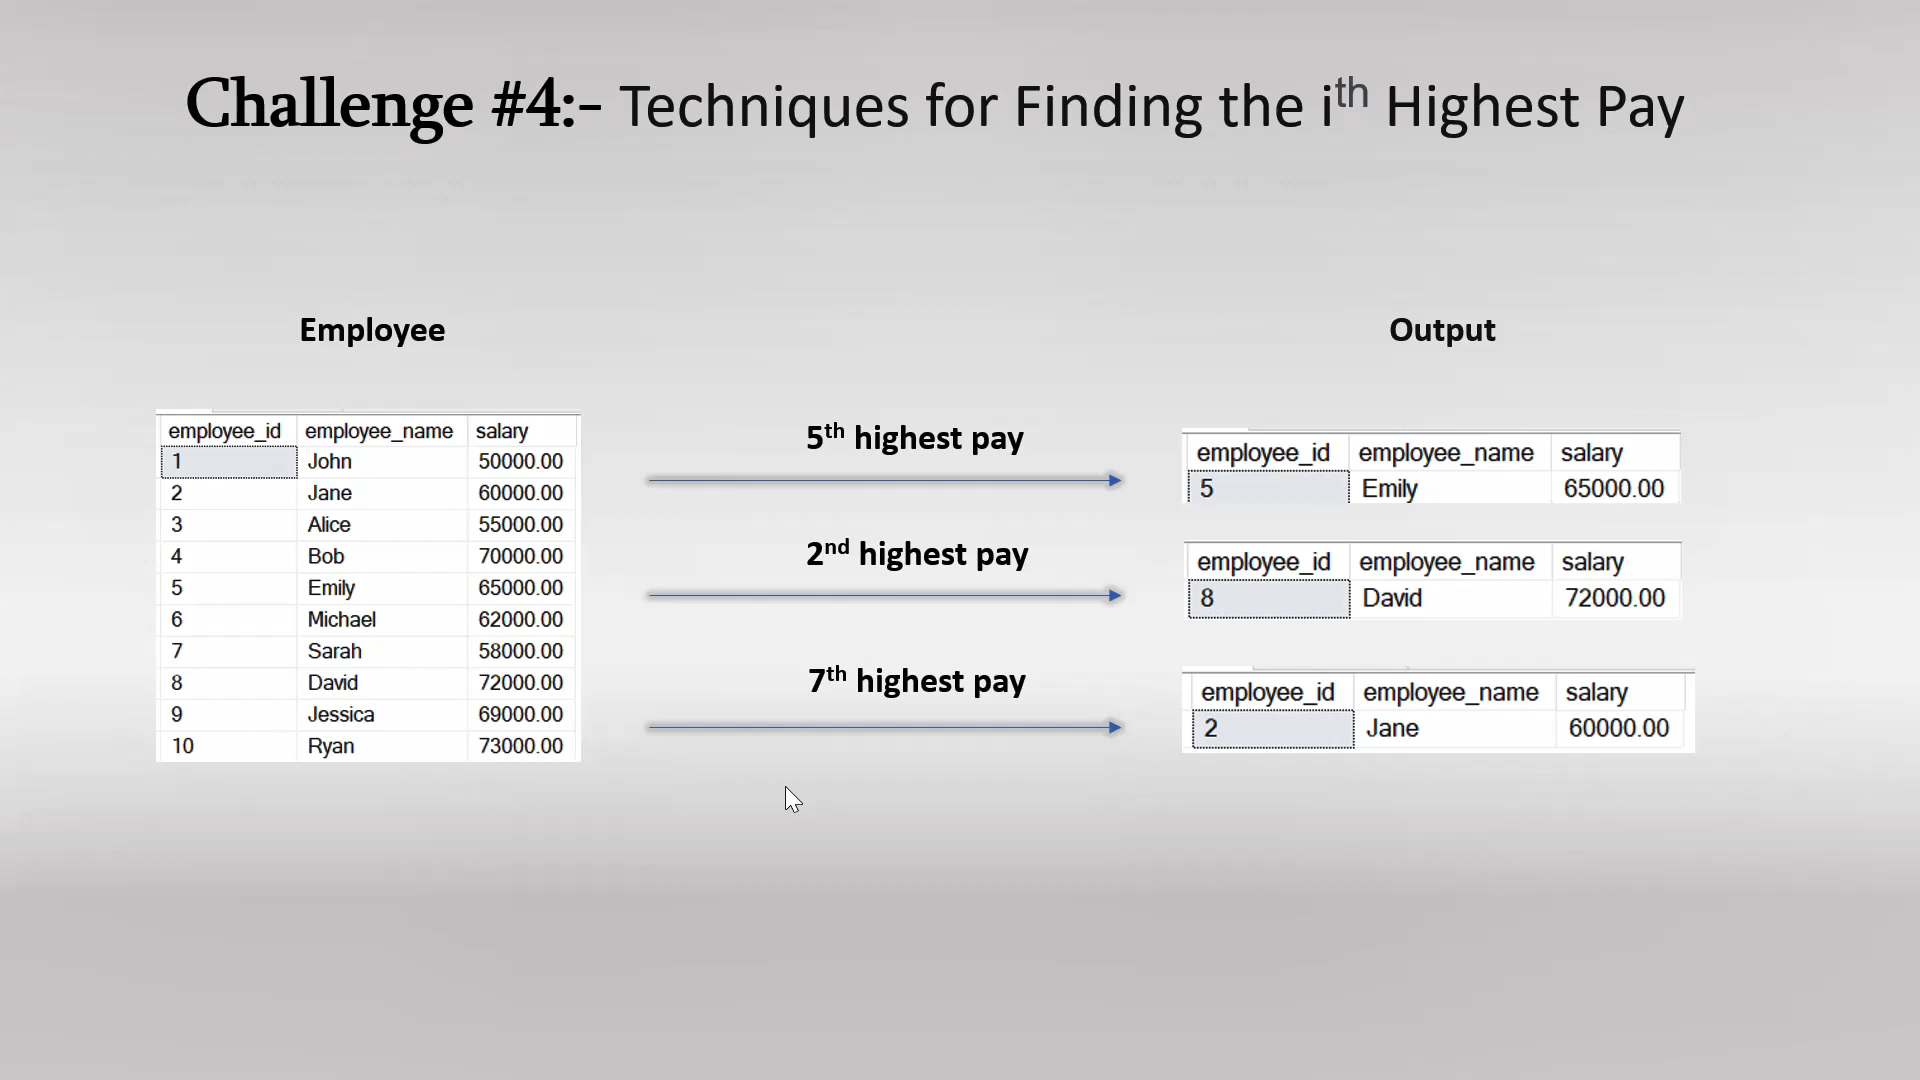 Challenge #4:- Techniques for Finding the ith Highest Pay
Employee
employee_id employee_name salary
1 John 50000.00
2 Jane 60000.00
3 Alice 55000.00
4 Bob 70000.00
5 Emily 65000.00
6 Michael 62000.00
7 Sarah 58000.00
8 David 72000.00
9 Jessica 69000.00
10 Ryan 73000.00
5th highest pay
2nd highest pay
7th highest pay
Output
employee_id employee_name salary
5 Emily 65000.00
employee_id employee_name salary
8 David 72000.00
employee_id employee_name salary
2 Jane 60000.00